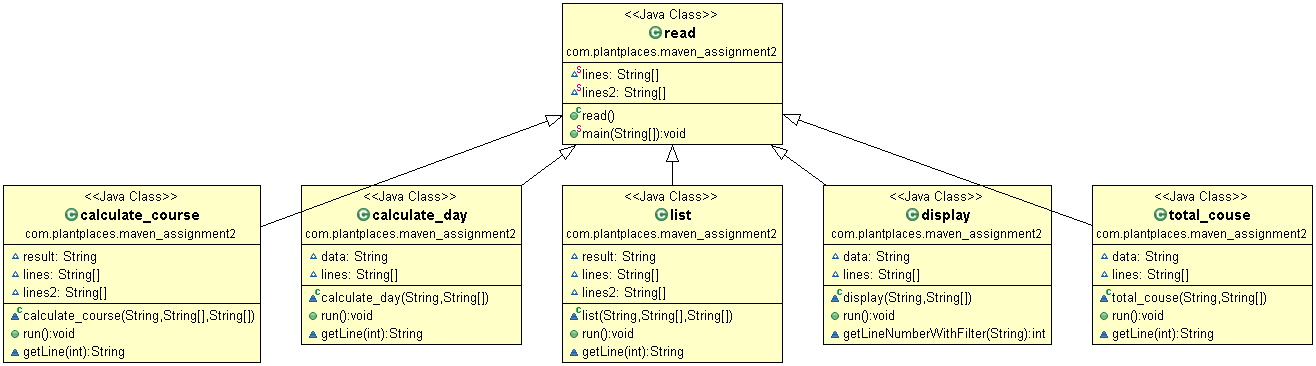 <<Java Class>>
read
com.plantplaces.maven_assignment2
lines: String[]
lines2: String[]
read()
main(String[]):void
<<Java Class>>
calculate_course
com.plantplaces.maven_assignment2
result: String
lines: String[]
lines2: String[]
calculate_course(String,String[],String[])
run():void
getLine(int):String
<<Java Class>>
calculate_day
com.plantplaces.maven_assignment2
data: String
lines: String[]
calculate_day(String,String[])
run():void
getLine(int):String
<<Java Class>>
list
com.plantplaces.maven_assignment2
result: String
lines: String[]
lines2: String[]
list(String,String[],String[])
run():void
getLine(int):String
<<Java Class>>
display
com.plantplaces.maven_assignment2
data: String
lines: String[]
display(String,String[])
run():void
getLineNumberWithFilter(String):int
<<Java Class>>
total_couse
com.plantplaces.maven_assignment2
data: String
lines: String[]
total_couse(String,String[])
run():void
getLine(int):String